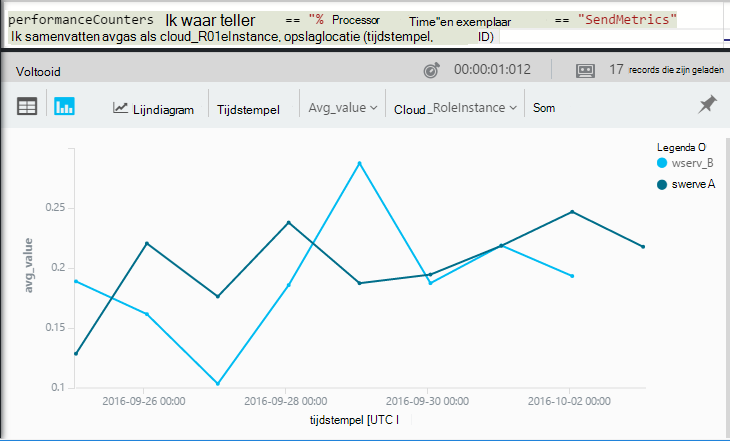 performanceCounters Ik waar teller == "% Processor Time"en exemplaar == "SendMetrics"
Ik samenvatten avgas als cloud_R01eInstance, opslaglocatie (tijdstempel, ID)
Voltooid 00:00:01:012 17 records die zijn geladen
Lijndiagram Tijdstempel Avg_value Cloud_RoleInstance Som
Legenda O
wserv_B
swerve A
0.25
0.2
0.15
0.1
avg_value
2016-09-26 00:00 2016-09-28 00:00 2016-09-30 00:00 2016-10-02 00:00
tijdstempel [UTC I